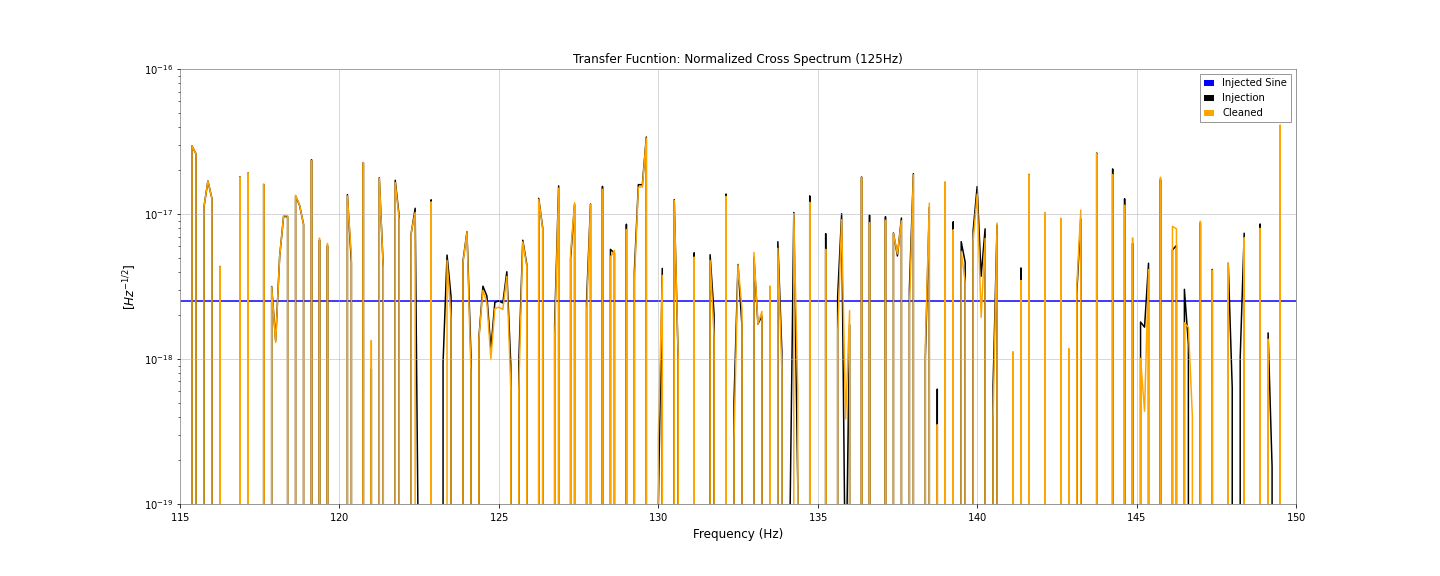 Transfer Fucntion: Normalized Cross Spectrum (125Hz)
10⁻¹⁶
10⁻¹⁷
10⁻¹⁸
10⁻¹⁹
[Hz⁻¹/²]
Injected Sine
Injection
Cleaned
115 120 125 130 135 140 145 150
Frequency (Hz)